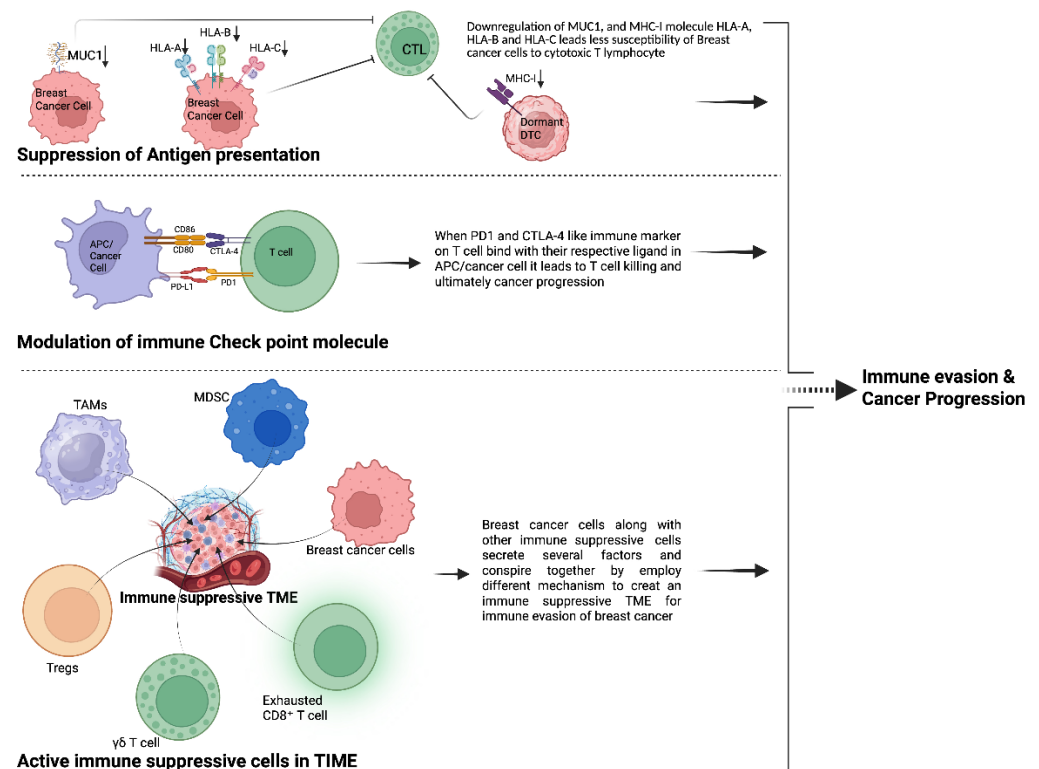 MUC1
Breast
Cancer Cell
HLA-A
HLA-B
HLA-C
Breast
Cancer Cell
CTL
Downregulation of MUC1, and MHC-I molecule HLA-A,
HLA-B and HLA-C leads less susceptibility of Breast
cancer cells to cytotoxic T lymphocyte
MHC-I
Dormant
DTC
Suppression of Antigen presentation
APC/
Cancer
Cell
CD86
CD80
CTLA-4
PD-L1
PD1
T cell
When PD1 and CTLA-4 like immune marker
on T cell bind with their respective ligand in
APC/cancer cell it leads to T cell killing and
ultimately cancer progression
Modulation of immune Check point molecule
Immune evasion &
Cancer Progression
TAMs
MDSC
Breast cancer cells
Immune suppressive TME
Tregs
γδ T cell
Exhausted
CD8⁺ T cell
Breast cancer cells along with
other immune suppressive cells
secrete several factors and
conspire together by employ
different mechanism to creat an
immune suppressive TME for
immune evasion of breast cancer
Active immune suppressive cells in TIME